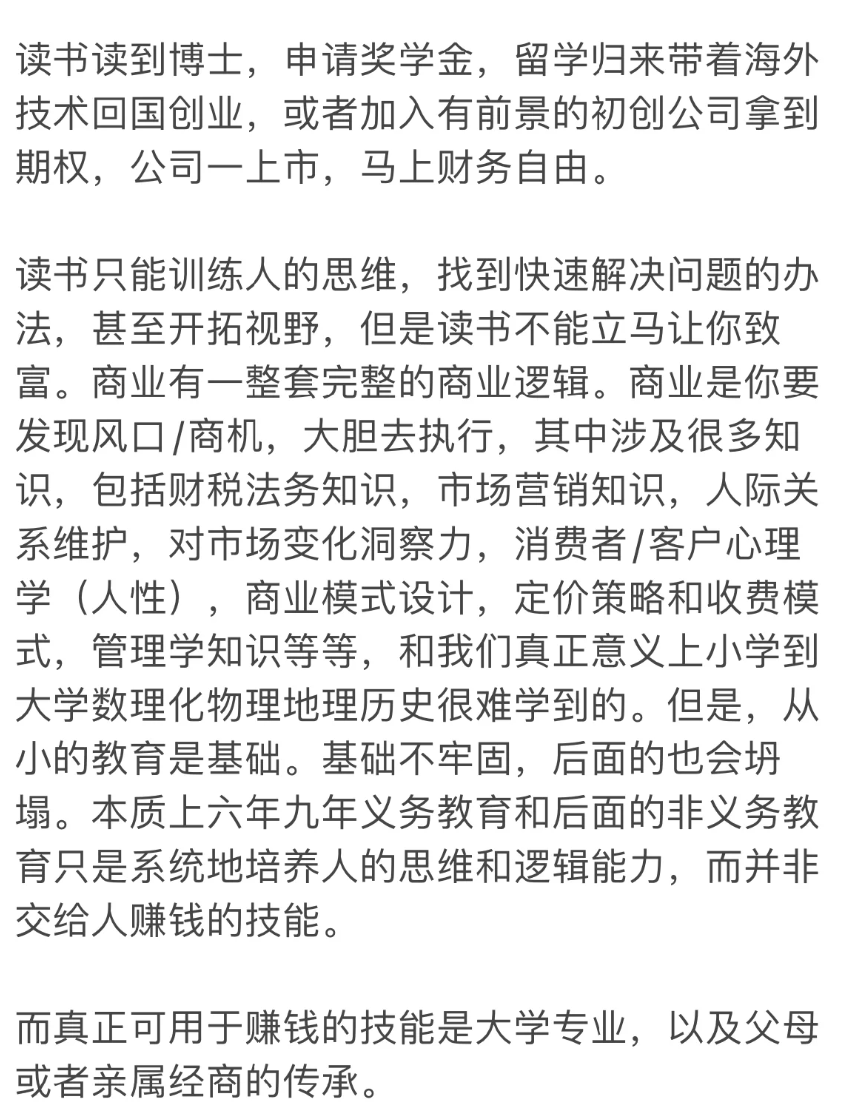 读书读到博士，申请奖学金，留学归来带着海外
技术回国创业，或者加入有前景的初创公司拿到
期权，公司一上市，马上财务自由。
读书只能训练人的思维，找到快速解决问题的办
法，甚至开拓视野，但是读书不能立马让你致
富。商业有一整套完整的商业逻辑。商业是你要
发现风口/商机，大胆去执行，其中涉及很多知
识，包括财税法务知识，市场营销知识，人际关
系维护，对市场变化洞察力，消费者/客户心理
学（人性），商业模式设计，定价策略和收费模
式，管理学知识等等，和我们真正意义上小学到
大学数理化物理地理历史很难学到的。但是，从
小的教育是基础。基础不牢固，后面的也会坍
塌。本质上六年九年义务教育和后面的非义务教
育只是系统地培养人的思维和逻辑能力，而并非
交给人赚钱的技能。
而真正可用于赚钱的技能是大学专业，以及父母
或者亲属经商的传承。